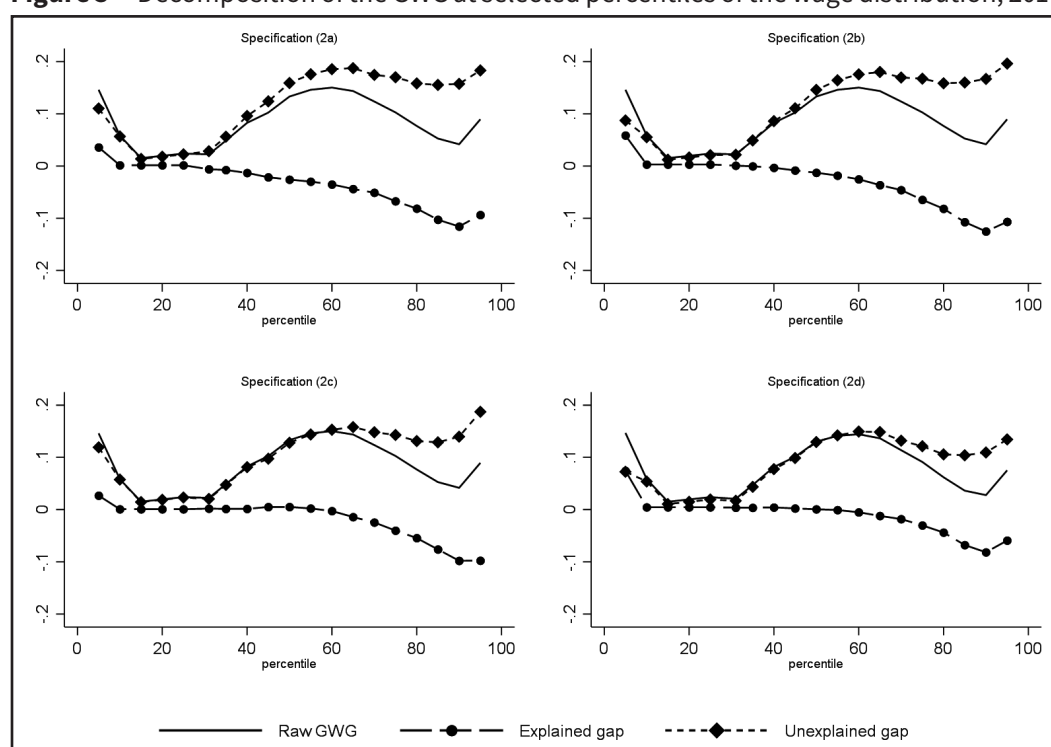 Decomposition of the GWG at selected percentiles of the wage distribution,
Specification (2a)
.2
.1
0
-.1
-.2
0 20 40 60 80 100
percentile
Specification (2b)
.2
.1
0
-.1
-.2
0 20 40 60 80 100
percentile
Specification (2c)
.2
.1
0
-.1
-.2
0 20 40 60 80 100
percentile
Specification (2d)
.2
.1
0
-.1
-.2
0 20 40 60 80 100
percentile
Raw GWG Explained gap Unexplained gap